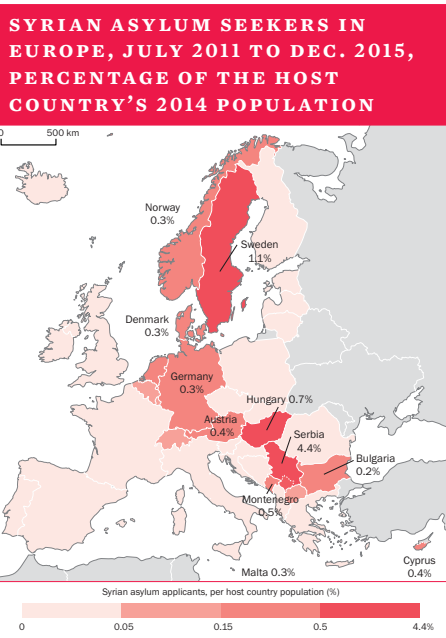 SYRIAN ASYLUM SEEKERS IN
EUROPE, JULY 2011 TO DEC. 2015,
PERCENTAGE OF THE HOST
COUNTRY'S 2014 POPULATION
0 500 km
Norway
0.3%
Sweden
1.1%
Denmark
0.3%
Germany
0.3%
Hungary 0.7%
Austria
0.4%
Serbia
4.4%
Bulgaria
0.2%
Montenegro
0.5%
Cyprus
0.4%
Malta 0.3%
Syrian asylum applicants, per host country population (%)
0 0.05 0.15 0.5 4.4%